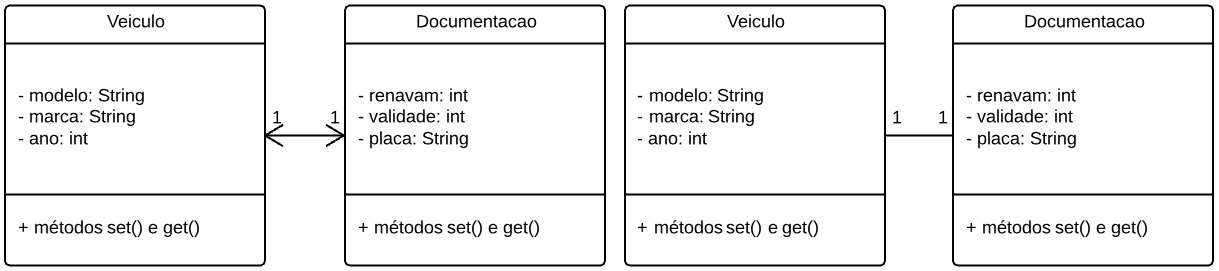 Veiculo
- modelo: String
- marca: String
- ano: int
+ métodos set() e get()
1
1
Documentacao
- renavam: int
- validade: int
- placa: String
+ métodos set() e get()
Veiculo
- modelo: String
- marca: String
- ano: int
+ métodos set() e get()
1
1
Documentacao
- renavam: int
- validade: int
- placa: String
+ métodos set() e get()